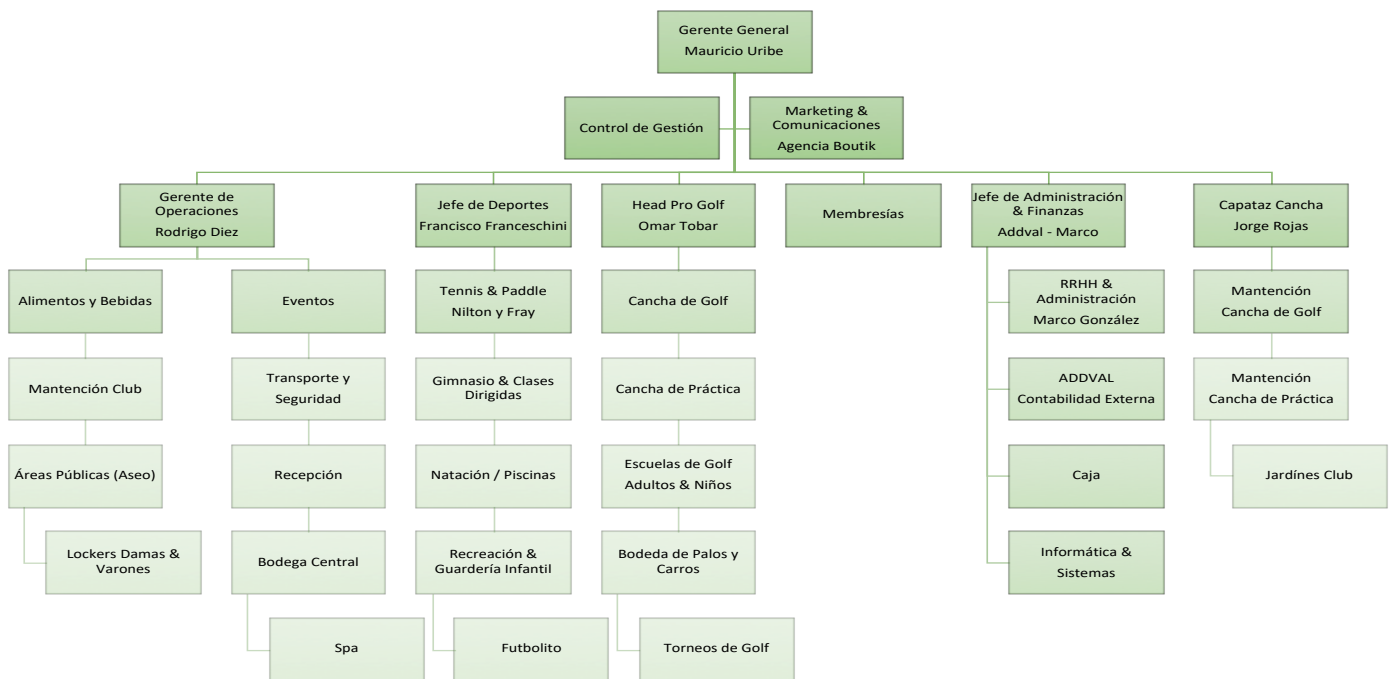 Gerente General
Mauricio Uribe
Control de Gestión
Marketing &
Comunicaciones
Agencia Boutik
Gerente de
Operaciones
Rodrigo Diez
Jefe de Deportes
Francisco Franceschini
Head Pro Golf
Omar Tobar
Membresías
Jefe de Administración
& Finanzas
Addval - Marco
Capataz Cancha
Jorge Rojas
Alimentos y Bebidas
Eventos
Tennis & Paddle
Nilton y Fray
Cancha de Golf
RRHH &
Administración
Marco González
Mantención
Cancha de Golf
Mantención Club
Transporte y
Seguridad
Gimnasio & Clases
Dirigidas
Cancha de Práctica
ADDVAL
Contabilidad Externa
Mantención
Cancha de Práctica
Áreas Públicas (Aseo)
Recepción
Natación / Piscinas
Escuelas de Golf
Adultos & Niños
Caja
Jardínes Club
Lockers Damas &
Varones
Bodega Central
Recreación &
Guardería Infantil
Bodeda de Palos y
Carros
Informática &
Sistemas
Spa
Futbolito
Torneos de Golf